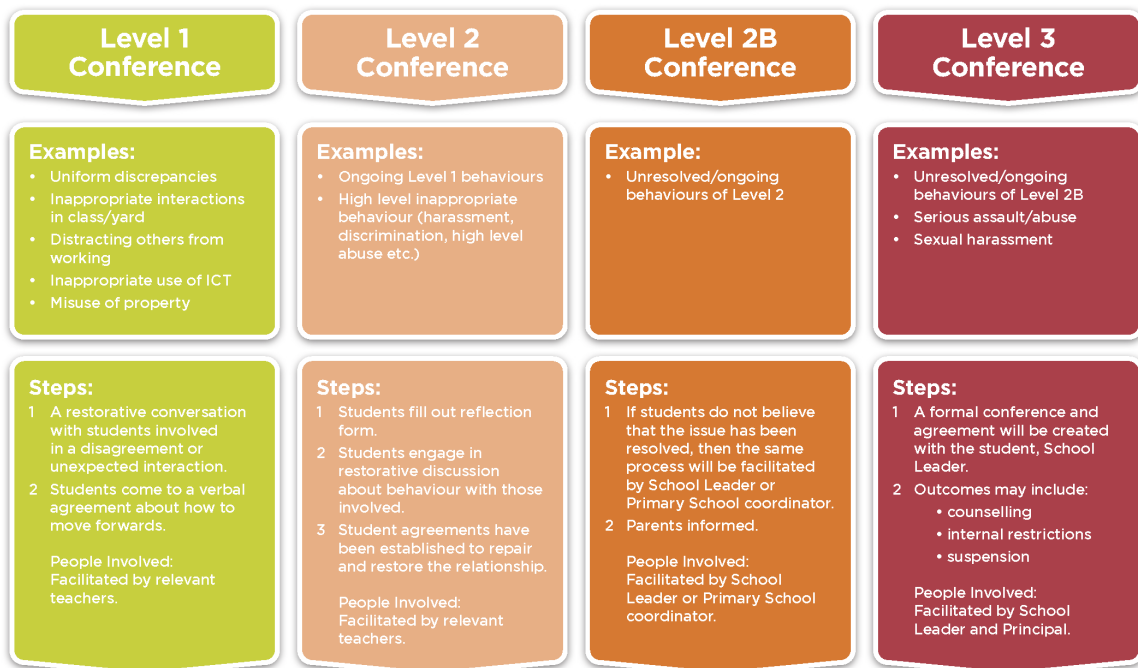 Level 1
Conference
Level 2
Conference
Level 2B
Conference
Level 3
Conference
Examples:
• Uniform discrepancies
• Inappropriate interactions
in class/yard
• Distracting others from
working
• Inappropriate use of ICT
• Misuse of property
Examples:
• Ongoing Level 1 behaviours
• High level inappropriate
behaviour (harassment,
discrimination, high level
abuse etc.)
Example:
• Unresolved/ongoing
behaviours of Level 2
Examples:
• Unresolved/ongoing
behaviours of Level 2B
• Serious assault/abuse
• Sexual harassment
Steps:
1 A restorative conversation
with students involved
in a disagreement or
unexpected interaction.
2 Students come to a verbal
agreement about how to
move forwards.
People Involved:
Facilitated by relevant
teachers.
Steps:
1 Students fill out reflection
form.
2 Students engage in
restorative discussion
about behaviour with those
involved.
3 Student agreements have
been established to repair
and restore the relationship.
People Involved:
Facilitated by relevant
teachers.
Steps:
1 If students do not believe
that the issue has been
resolved, then the same
process will be facilitated
by School Leader or
Primary School coordinator.
2 Parents informed.
People Involved:
Facilitated by School
Leader or Primary School
coordinator.
Steps:
1 A formal conference and
agreement will be created
with the student, School
Leader.
2 Outcomes may include:
• counselling
• internal restrictions
• suspension
People Involved:
Facilitated by School
Leader and Principal.